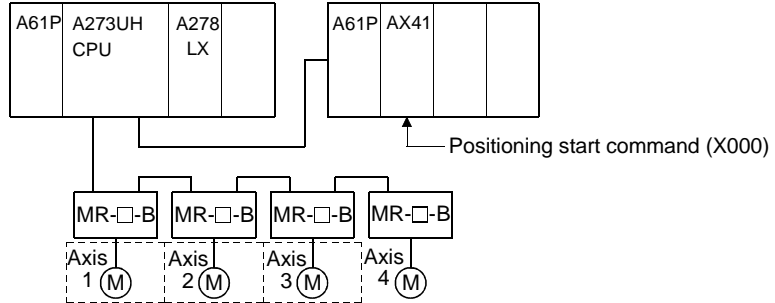 A61P A273UH CPU A278 LX
A61P AX41
Positioning start command (X000)
MR-□-B MR-□-B MR-□-B MR-□-B
Axis 1 M Axis 2 M Axis 3 M Axis 4 M